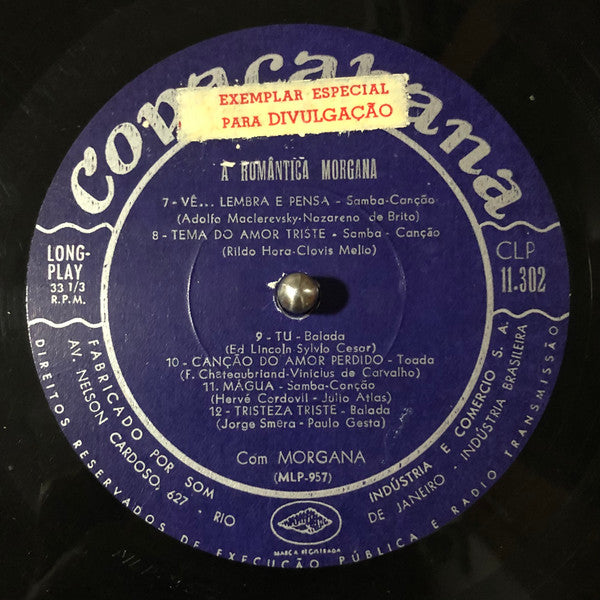 Copacabana
EXEMPLAR ESPECIAL
PARA DIVULGAÇÃO
A ROMÂNTICA MORGANA
7 - VÊ... LEMBRA E PENSA - Samba-Canção
(Adolfo Maclerevsky-Nozareno de Brito)
8 - TEMA DO AMOR TRISTE - Samba - Canção
(Rildo Hora-Clovis Mello)
LONG-
PLAY
33 1/3
R.P.M.
CLP
11.302
9 - TU - Balada
(Ed Lincoln Sylvio Cesar)
10 - CANÇÃO DO AMOR PERDIDO - Toada
(F. Chateaubriand-Vinicius de Carvalho)
11. MÁGUA - Samba-Canção
(Hervé Cordovil - Julio Atlas)
12 - TRISTEZA TRISTE - Balada
(Jorge Smera - Paulo Gesta)
Com MORGANA
(MLP-957)
FABRICADO POR SOM INDÚSTRIA E COMERCIO S. A.
AV. NELSON CARDOSO, 627 - RIO DE JANEIRO - INDÚSTRIA BRASILEIRA
DIREITOS RESERVADOS DE EXECUÇÃO PÚBLICA E RADIO TRANSMISSÃO
MARCA REGISTRADA